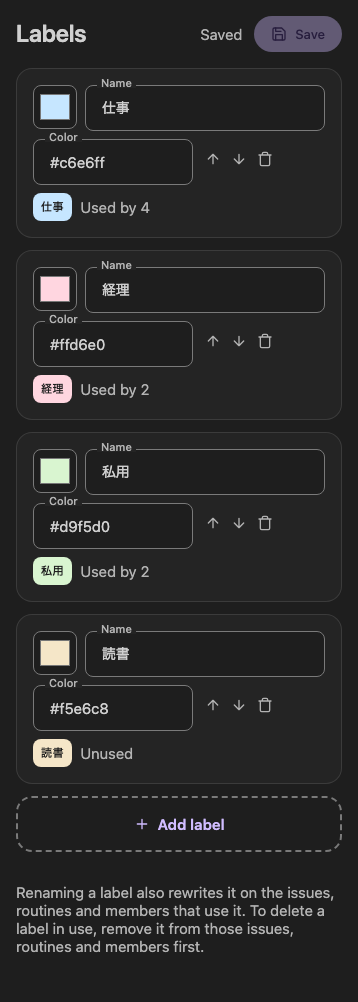 Labels
Saved
Save
Name
仕事
Color
#c6e6ff
仕事 Used by 4
Name
経理
Color
#ffd6e0
経理 Used by 2
Name
私用
Color
#d9f5d0
私用 Used by 2
Name
読書
Color
#f5e6c8
読書 Unused
+ Add label
Renaming a label also rewrites it on the issues,
routines and members that use it. To delete a
label in use, remove it from those issues,
routines and members first.